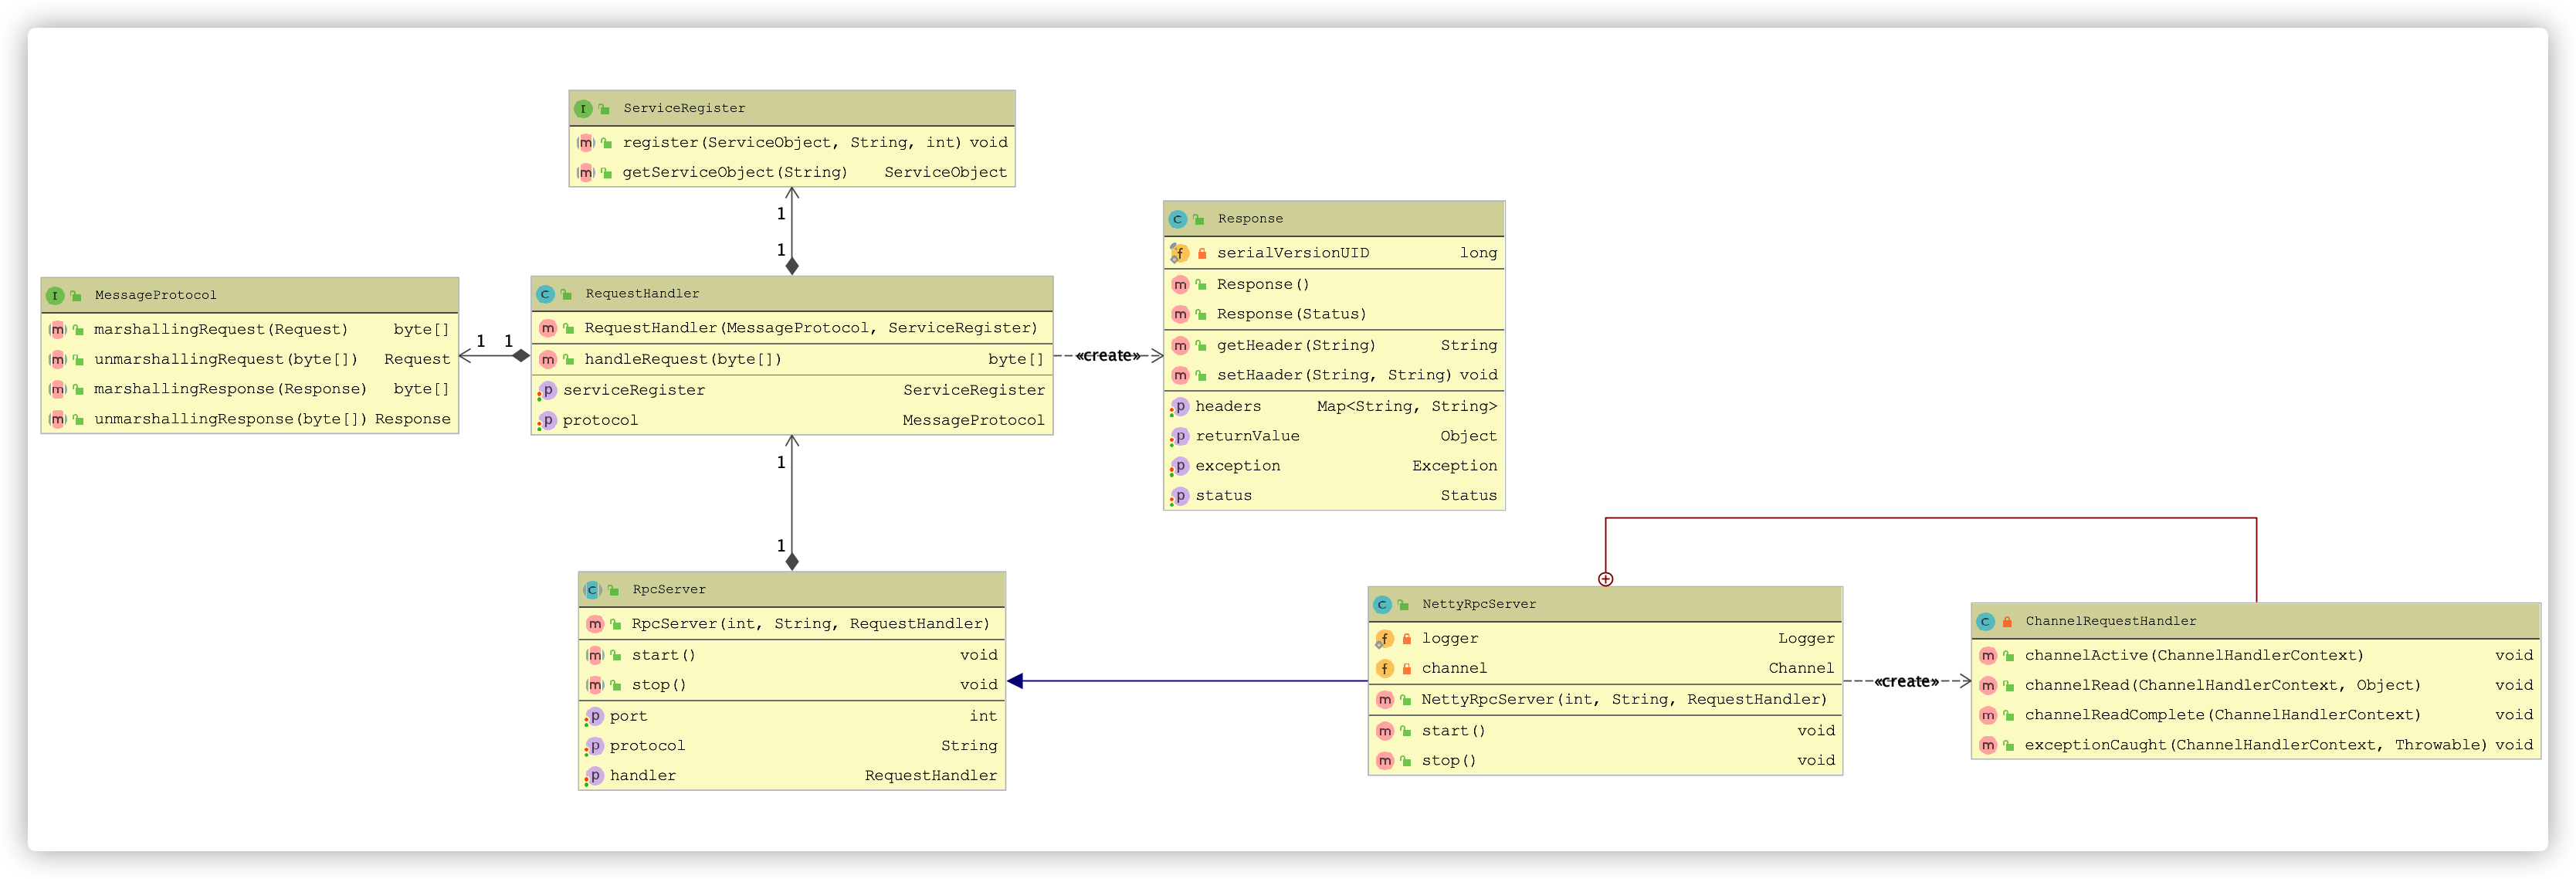 ServiceRegister
register(ServiceObject, String, int) void
getServiceObject(String) ServiceObject
1
1
MessageProtocol
marshallingRequest(Request) byte[]
unmarshallingRequest(byte[]) Request
marshallingResponse(Response) byte[]
unmarshallingResponse(byte[]) Response
1 1
RequestHandler
RequestHandler(MessageProtocol, ServiceRegister)
handleRequest(byte[]) byte[]
serviceRegister ServiceRegister
protocol MessageProtocol
«create»
Response
serialVersionUID long
Response()
Response(Status)
getHeader(String) String
setHaader(String, String) void
headers Map<String, String>
returnValue Object
exception Exception
status Status
1
1
RpcServer
RpcServer(int, String, RequestHandler)
start() void
stop() void
port int
protocol String
handler RequestHandler
NettyRpcServer
logger Logger
channel Channel
NettyRpcServer(int, String, RequestHandler)
start() void
stop() void
«create»
ChannelRequestHandler
channelActive(ChannelHandlerContext) void
channelRead(ChannelHandlerContext, Object) void
channelReadComplete(ChannelHandlerContext) void
exceptionCaught(ChannelHandlerContext, Throwable) void